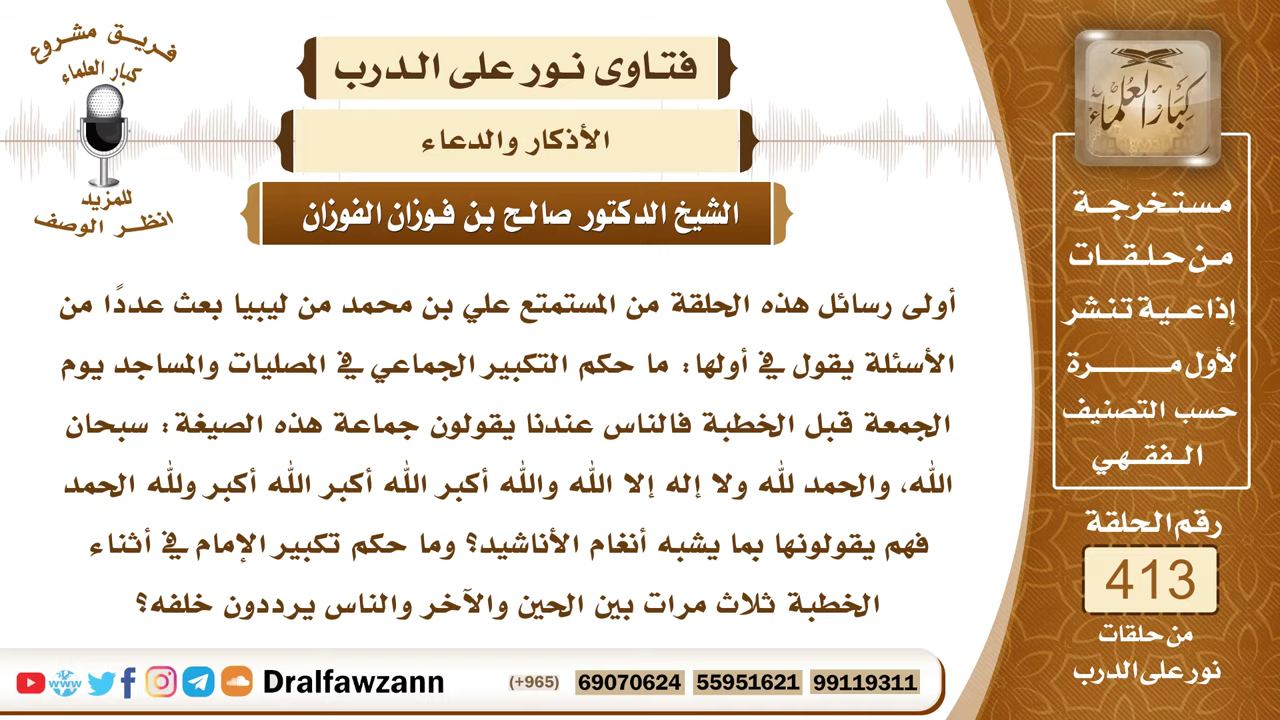 فريق مشروع
كبار العلماء
للمزيد
انظر الوصف
فتاوى نور على الدرب
الأذكار والدعاء
الشيخ الدكتور صالح بن فوزان الفوزان
أولى رسائل هذه الحلقة من المستمتع علي بن محمد من ليبيا بعث عددًا من
الأسئلة يقول في أولها: ما حكم التكبير الجماعي في المصليات والمساجد يوم
الجمعة قبل الخطبة فالناس عندنا يقولون جماعة هذه الصيغة: سبحان
الله، والحمد لله ولا إله إلا الله والله أكبر الله أكبر الله أكبر ولله الحمد
فهم يقولونها بما يشبه أنغام الأناشيد؟ وما حكم تكبير الإمام في أثناء
الخطبة ثلاث مرات بين الحين والآخر والناس يرددون خلفه؟
كبار العلماء
مستخرجة
من حلقات
إذاعية تنشر
لأول مرة
حسب التصنيف
الفقهي
رقم الحلقة
413
من حلقات
نور على الدرب
www
Dralfawzann
(+965) 69070624 55951621 99119311